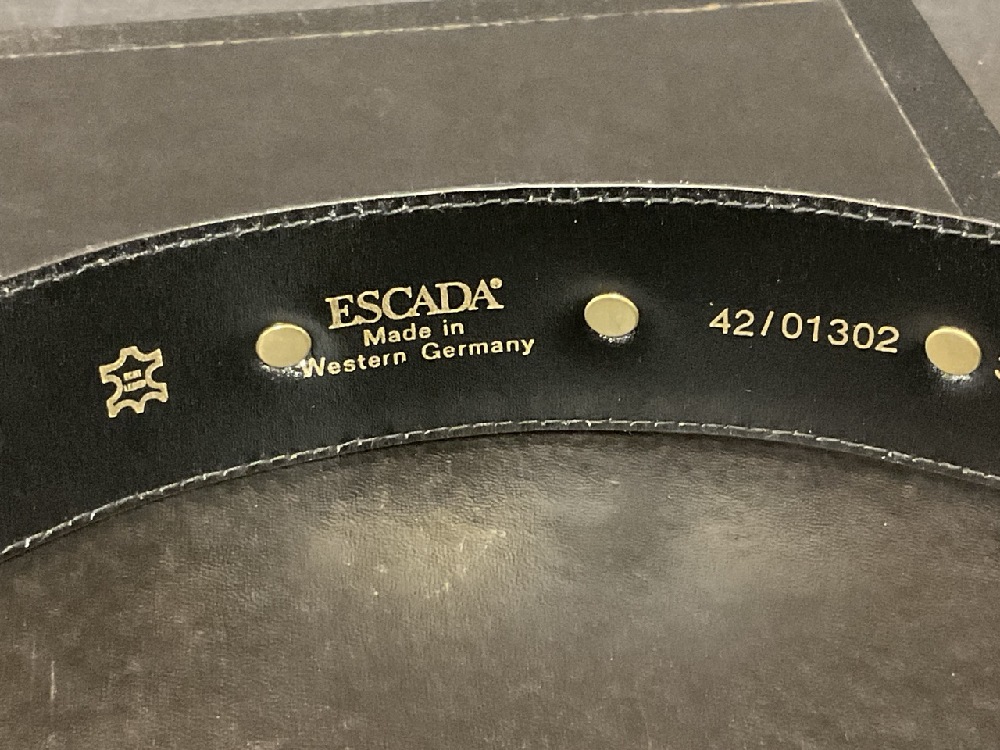 ESCADA®
Made in
Western Germany
42/01302